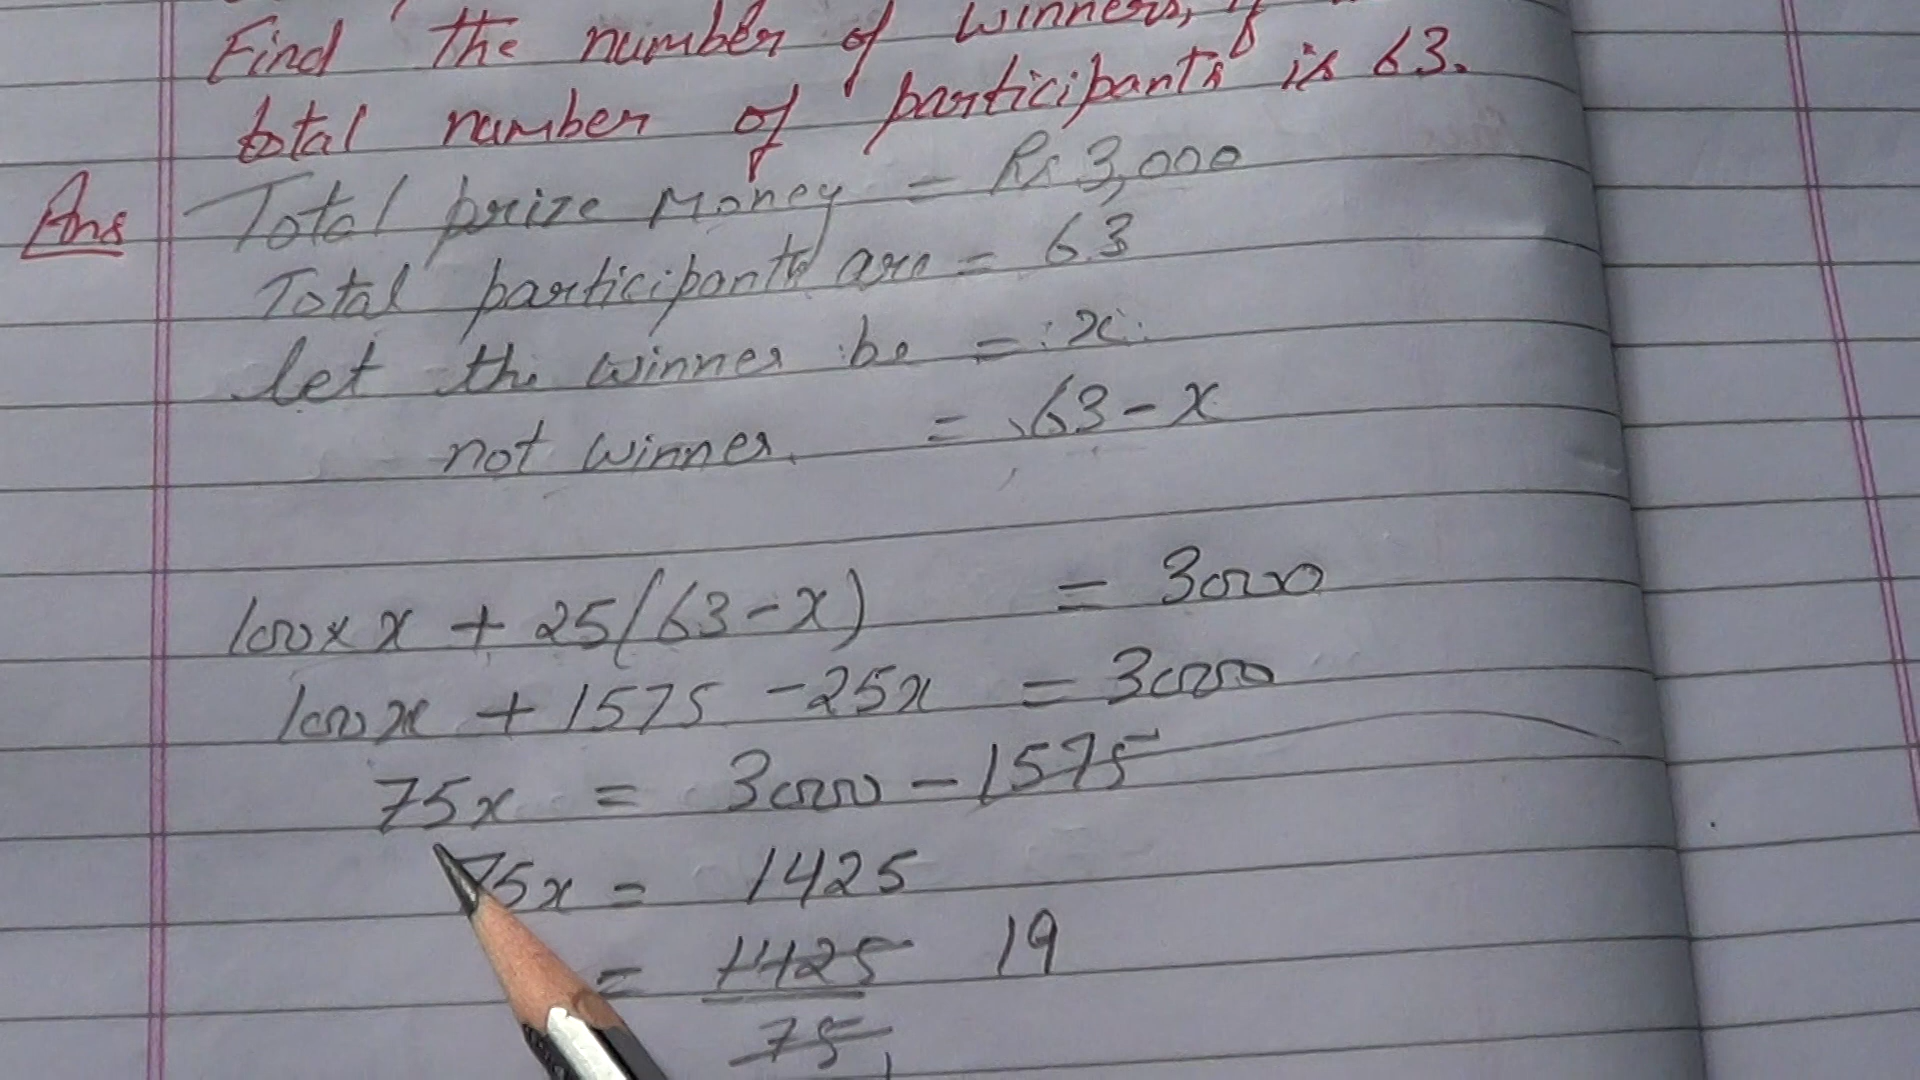 Find the number of winners, if
total number of participants is 63.
Ans Total prize Money = Rs 3,000
Total participants are = 63
let the winner be = x
not winner = 63 - x
100 × x + 25(63 - x) = 3000
100x + 1575 - 25x = 3000
75x = 3000 - 1575
75x = 1425
= 1425 19
75